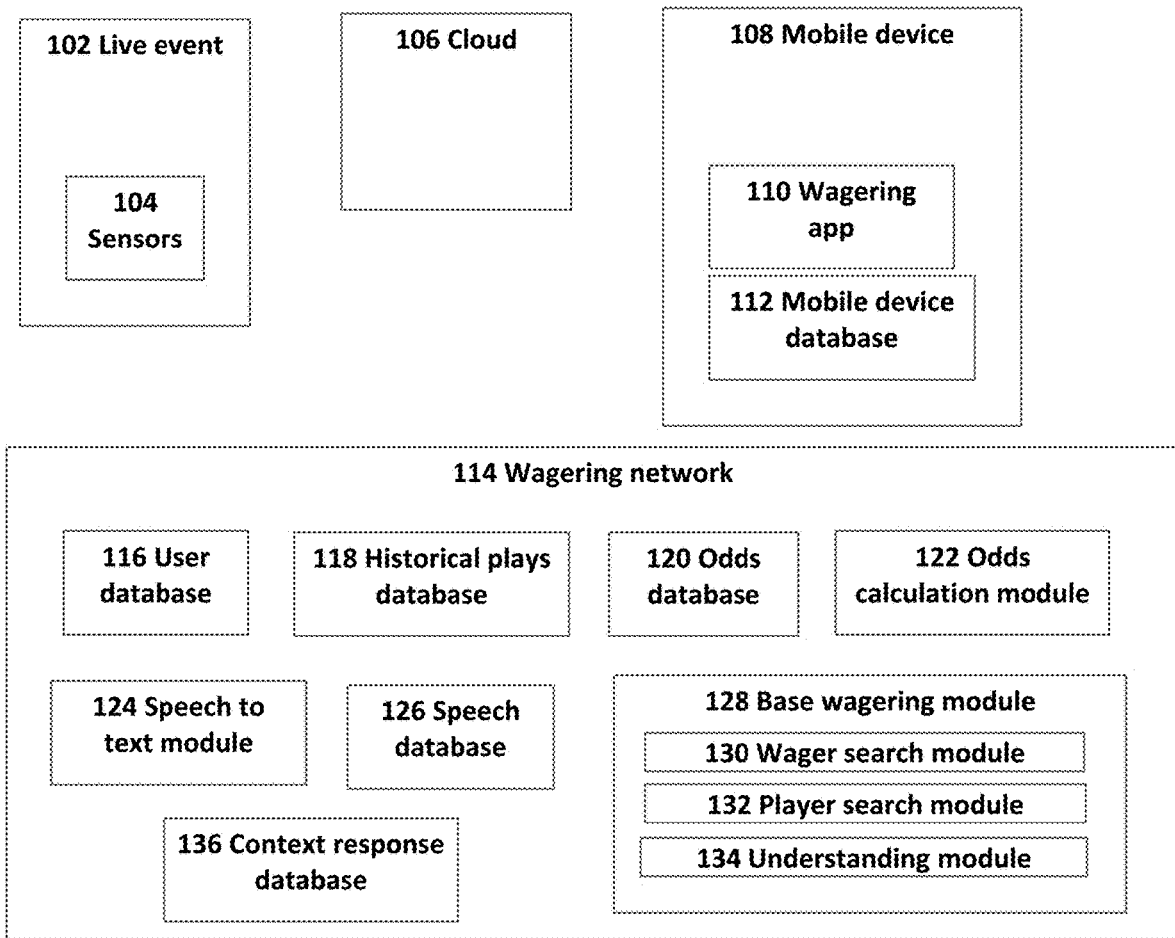 102 Live event
106 Cloud
108 Mobile device
104
Sensors
110 Wagering
app
112 Mobile device
database
114 Wagering network
116 User
database
118 Historical plays
database
120 Odds
database
122 Odds
calculation module
124 Speech to
text module
126 Speech
database
128 Base wagering module
130 Wager search module
132 Player search module
134 Understanding module
136 Context response
database